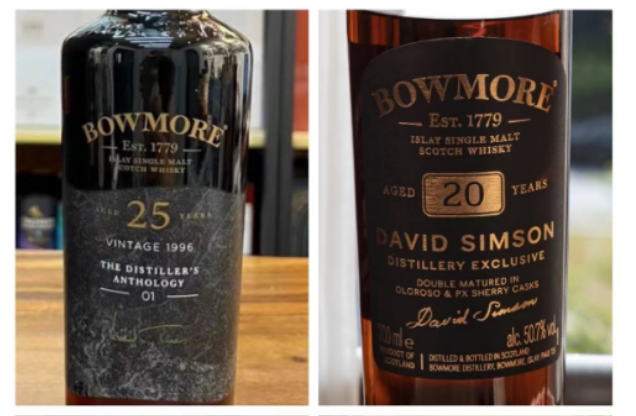 BOWMORE®
EST. 1779
ISLAY SINGLE MALT
SCOTCH WHISKY
AGED 25 YEARS
VINTAGE 1996
THE DISTILLER'S
ANTHOLOGY
01
BOWMORE®
EST. 1779
ISLAY SINGLE MALT
SCOTCH WHISKY
AGED 20 YEARS
DAVID SIMSON
DISTILLERY EXCLUSIVE
DOUBLE MATURED IN
OLOROSO & PX SHERRY CASKS
David Simson
700 ml e alc. 50.7% vol
PRODUCT OF SCOTLAND
DISTILLED & BOTTLED IN SCOTLAND
BOWMORE DISTILLERY, BOWMORE, ISLAY